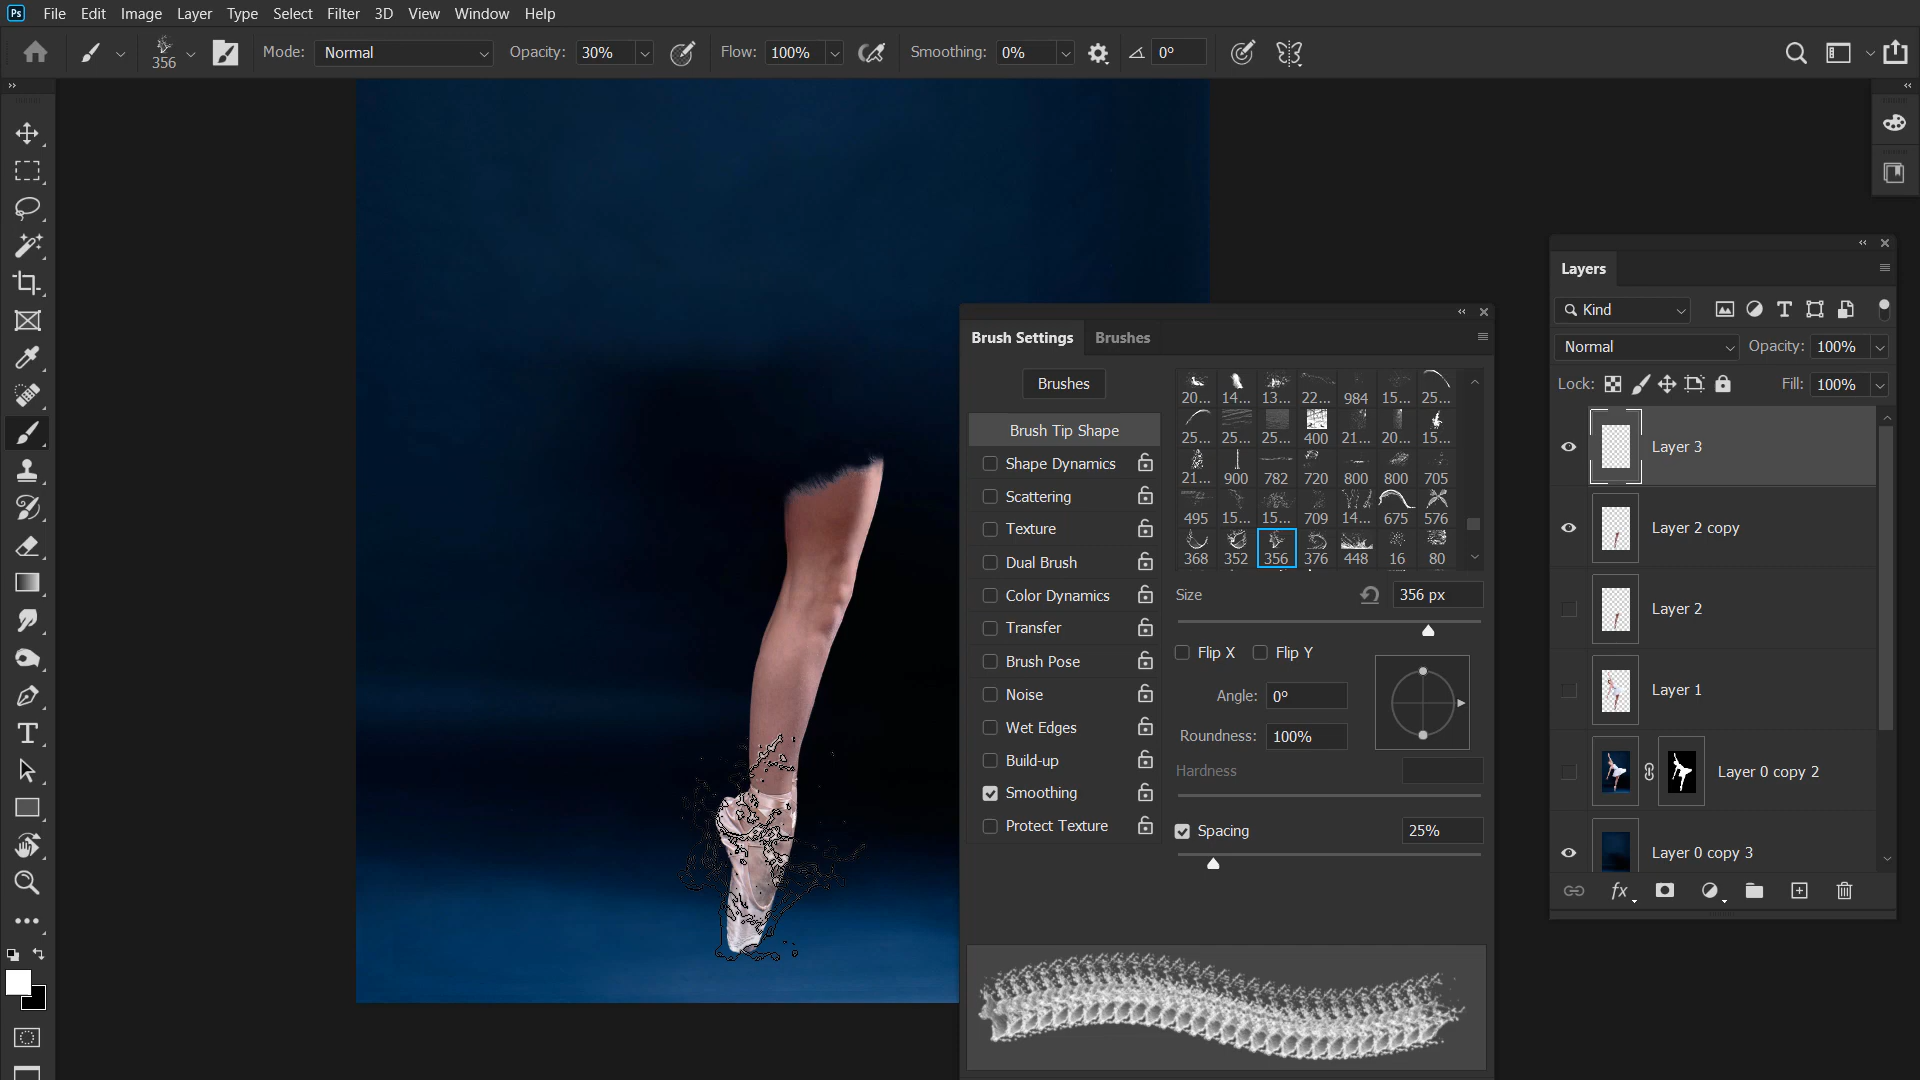 Ps File Edit Image Layer Type Select Filter 3D View Window Help
356 Mode: Normal Opacity: 30% Flow: 100% Smoothing: 0% 0°
Brush Settings Brushes
Brushes
Brush Tip Shape
Shape Dynamics
Scattering
Texture
Dual Brush
Color Dynamics
Transfer
Brush Pose
Noise
Wet Edges
Build-up
Smoothing
Protect Texture
20... 14... 13... 22... 984 15... 25...
25... 25... 25... 400 21... 20... 15...
21... 900 782 720 800 800 705
495 15... 15... 709 14... 675 576
368 352 356 376 448 16 80
Size 356 px
Flip X Flip Y
Angle: 0°
Roundness: 100%
Hardness
Spacing 25%
Layers
Kind
Normal Opacity: 100%
Lock: Fill: 100%
Layer 3
Layer 2 copy
Layer 2
Layer 1
Layer 0 copy 2
Layer 0 copy 3
fx